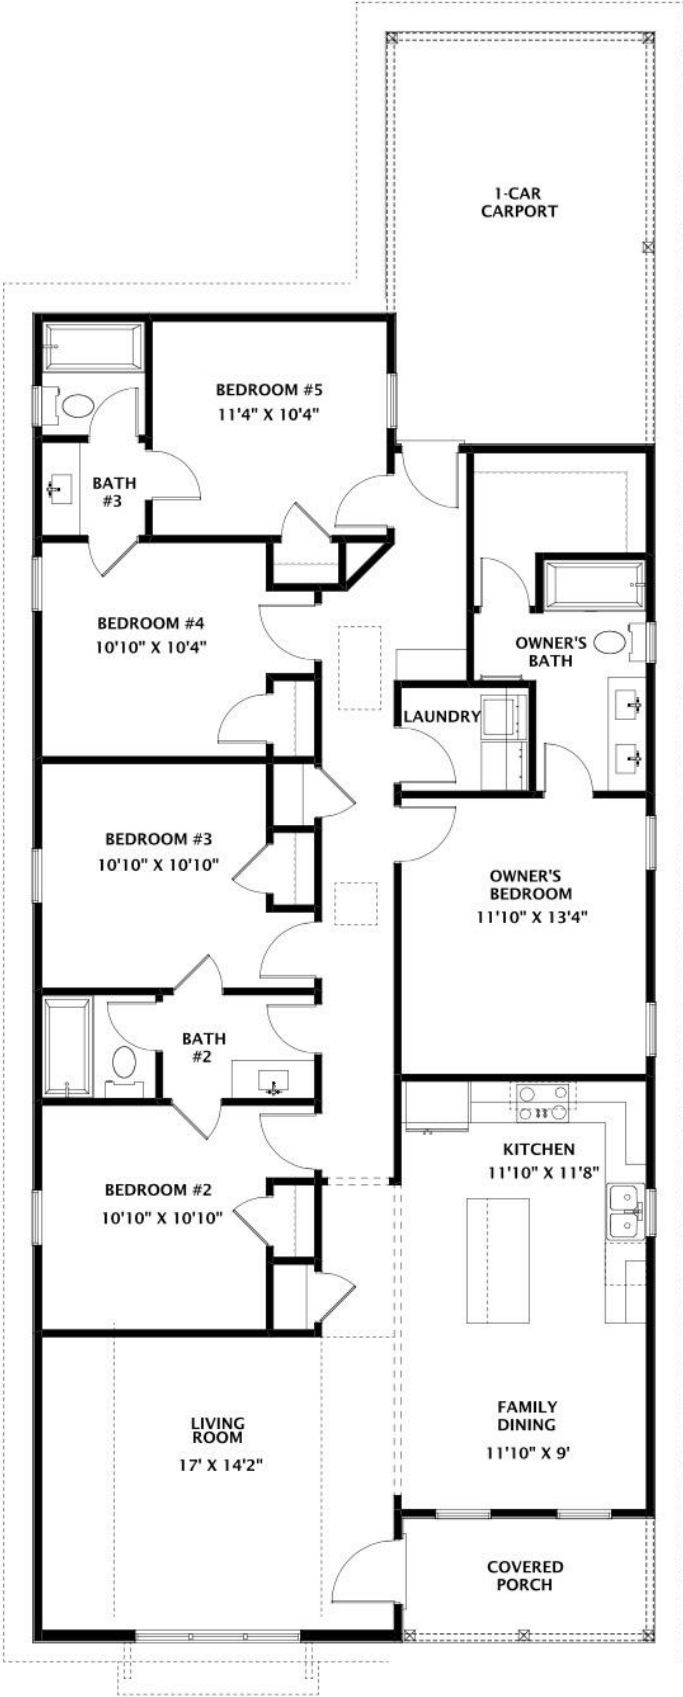 1-CAR
CARPORT
BEDROOM #5
11'4" X 10'4"
BATH
#3
BEDROOM #4
10'10" X 10'4"
OWNER'S
BATH
LAUNDRY
BEDROOM #3
10'10" X 10'10"
OWNER'S
BEDROOM
11'10" X 13'4"
BATH
#2
KITCHEN
11'10" X 11'8"
BEDROOM #2
10'10" X 10'10"
FAMILY
DINING
11'10" X 9'
LIVING
ROOM
17' X 14'2"
COVERED
PORCH